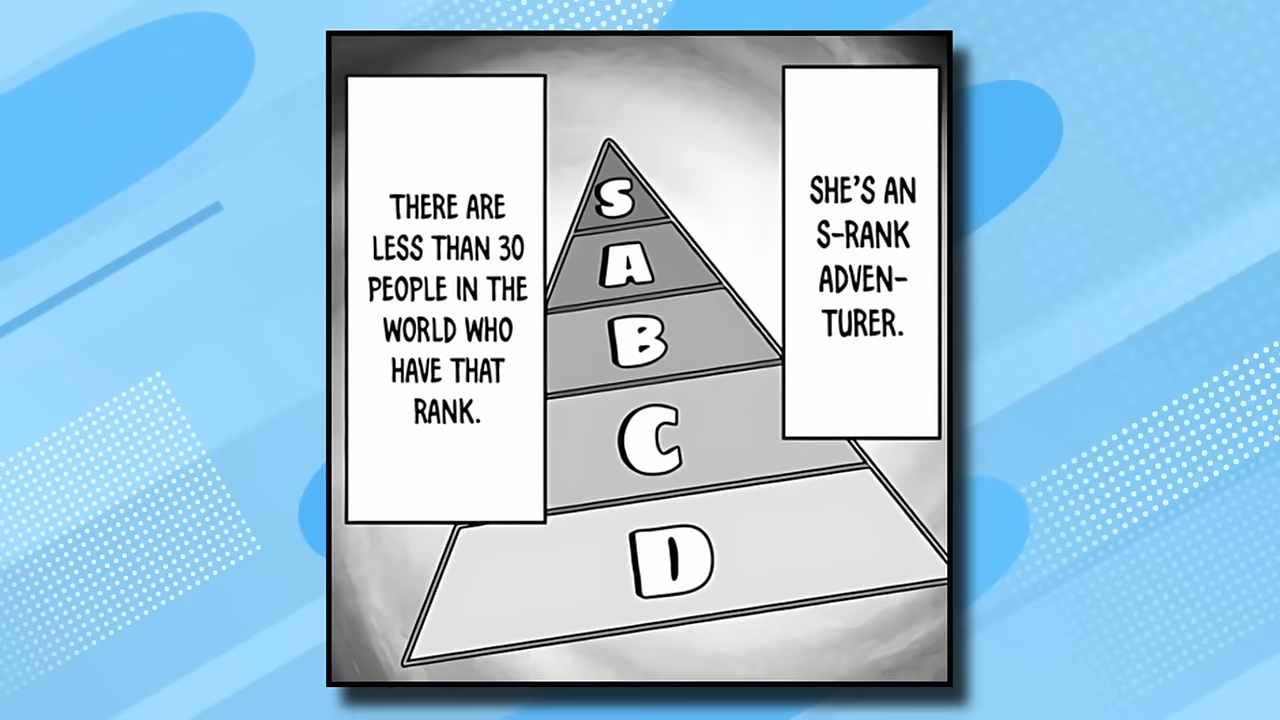 SHE'S AN
S-RANK
ADVEN-
TURER.
THERE ARE
LESS THAN 30
PEOPLE IN THE
WORLD WHO
HAVE THAT
RANK.
S
A
B
C
D